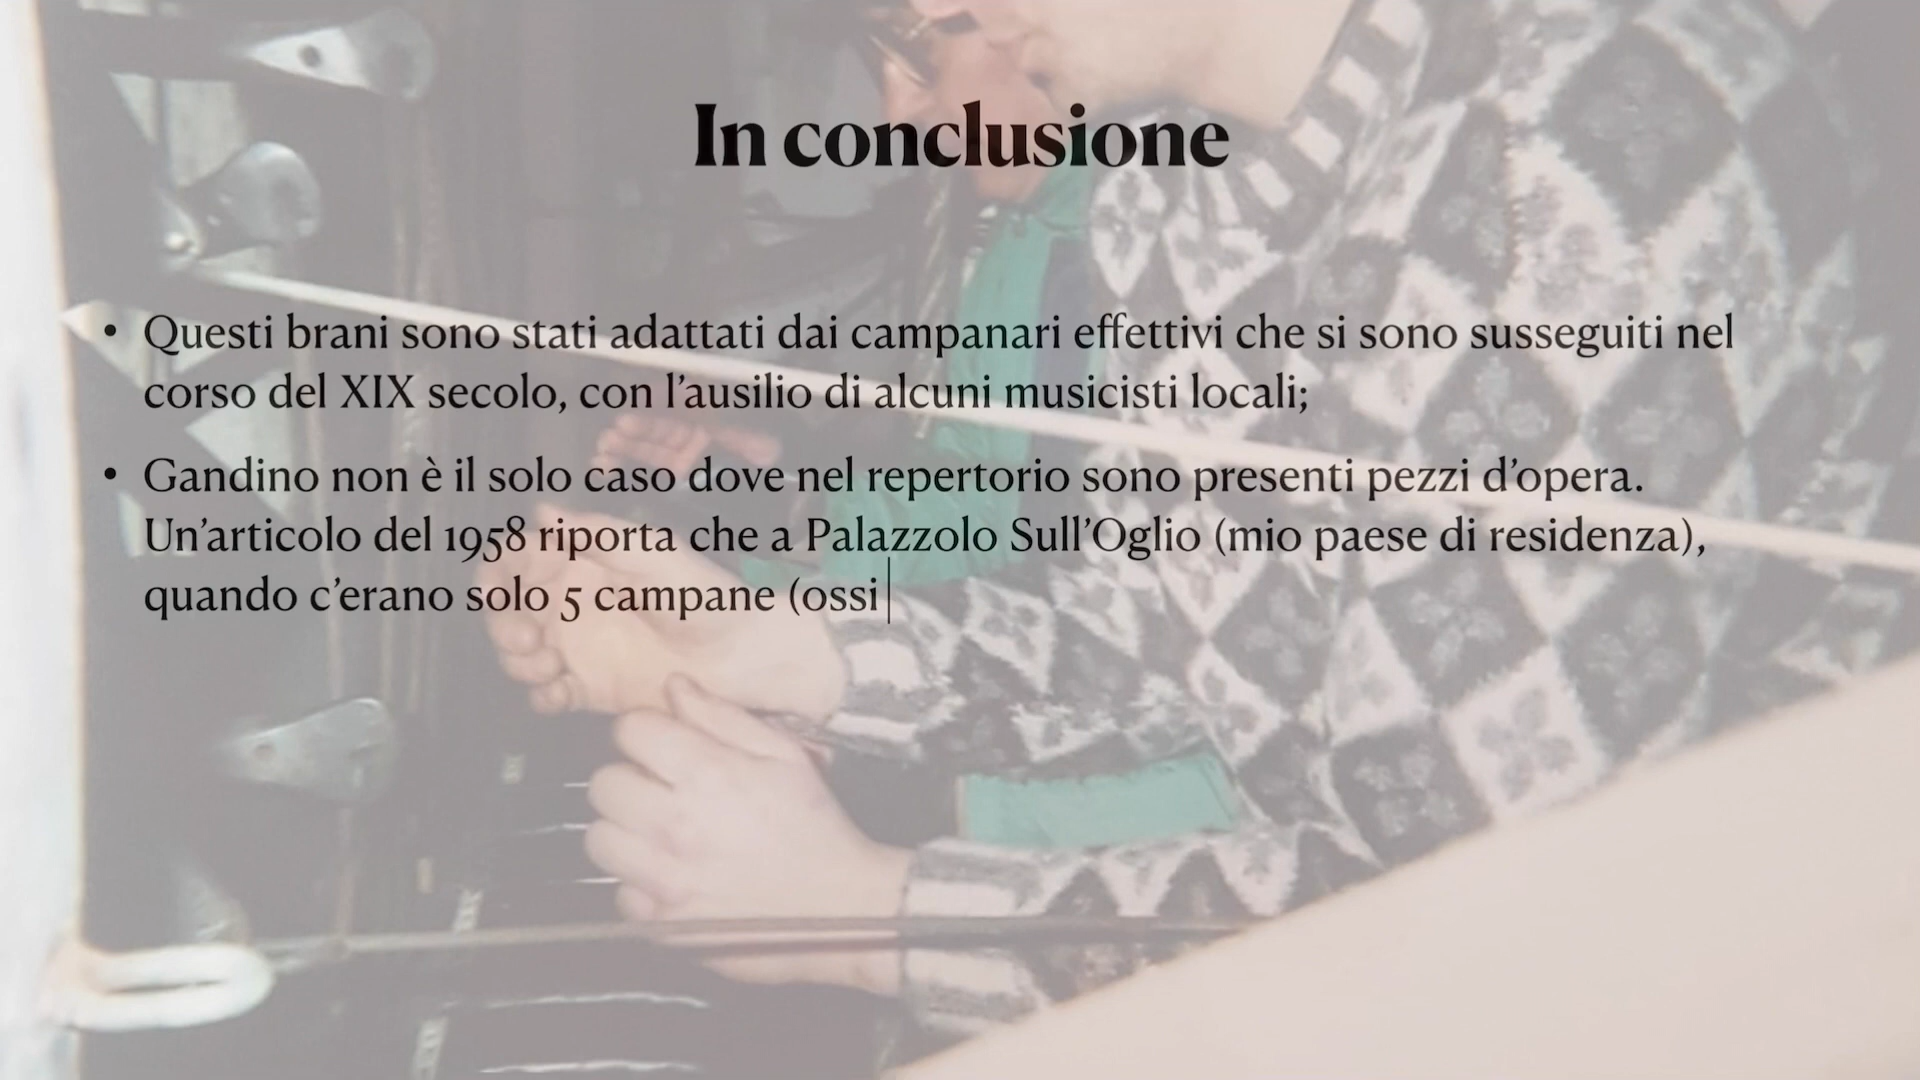 In conclusione
• Questi brani sono stati adattati dai campanari effettivi che si sono susseguiti nel
corso del XIX secolo, con l’ausilio di alcuni musicisti locali;
• Gandino non è il solo caso dove nel repertorio sono presenti pezzi d’opera.
Un’articolo del 1958 riporta che a Palazzolo Sull’Oglio (mio paese di residenza),
quando c’erano solo 5 campane (ossi